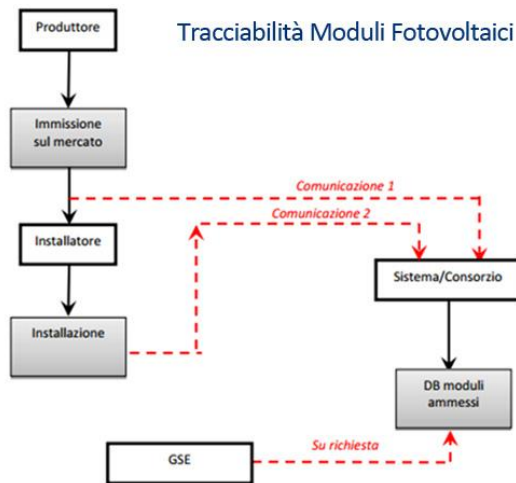 Tracciabilità Moduli Fotovoltaici
Produttore
Immissione
sul mercato
Comunicazione 1
Comunicazione 2
Installatore
Sistema/Consorzio
Installazione
DB moduli
ammessi
Su richiesta
GSE